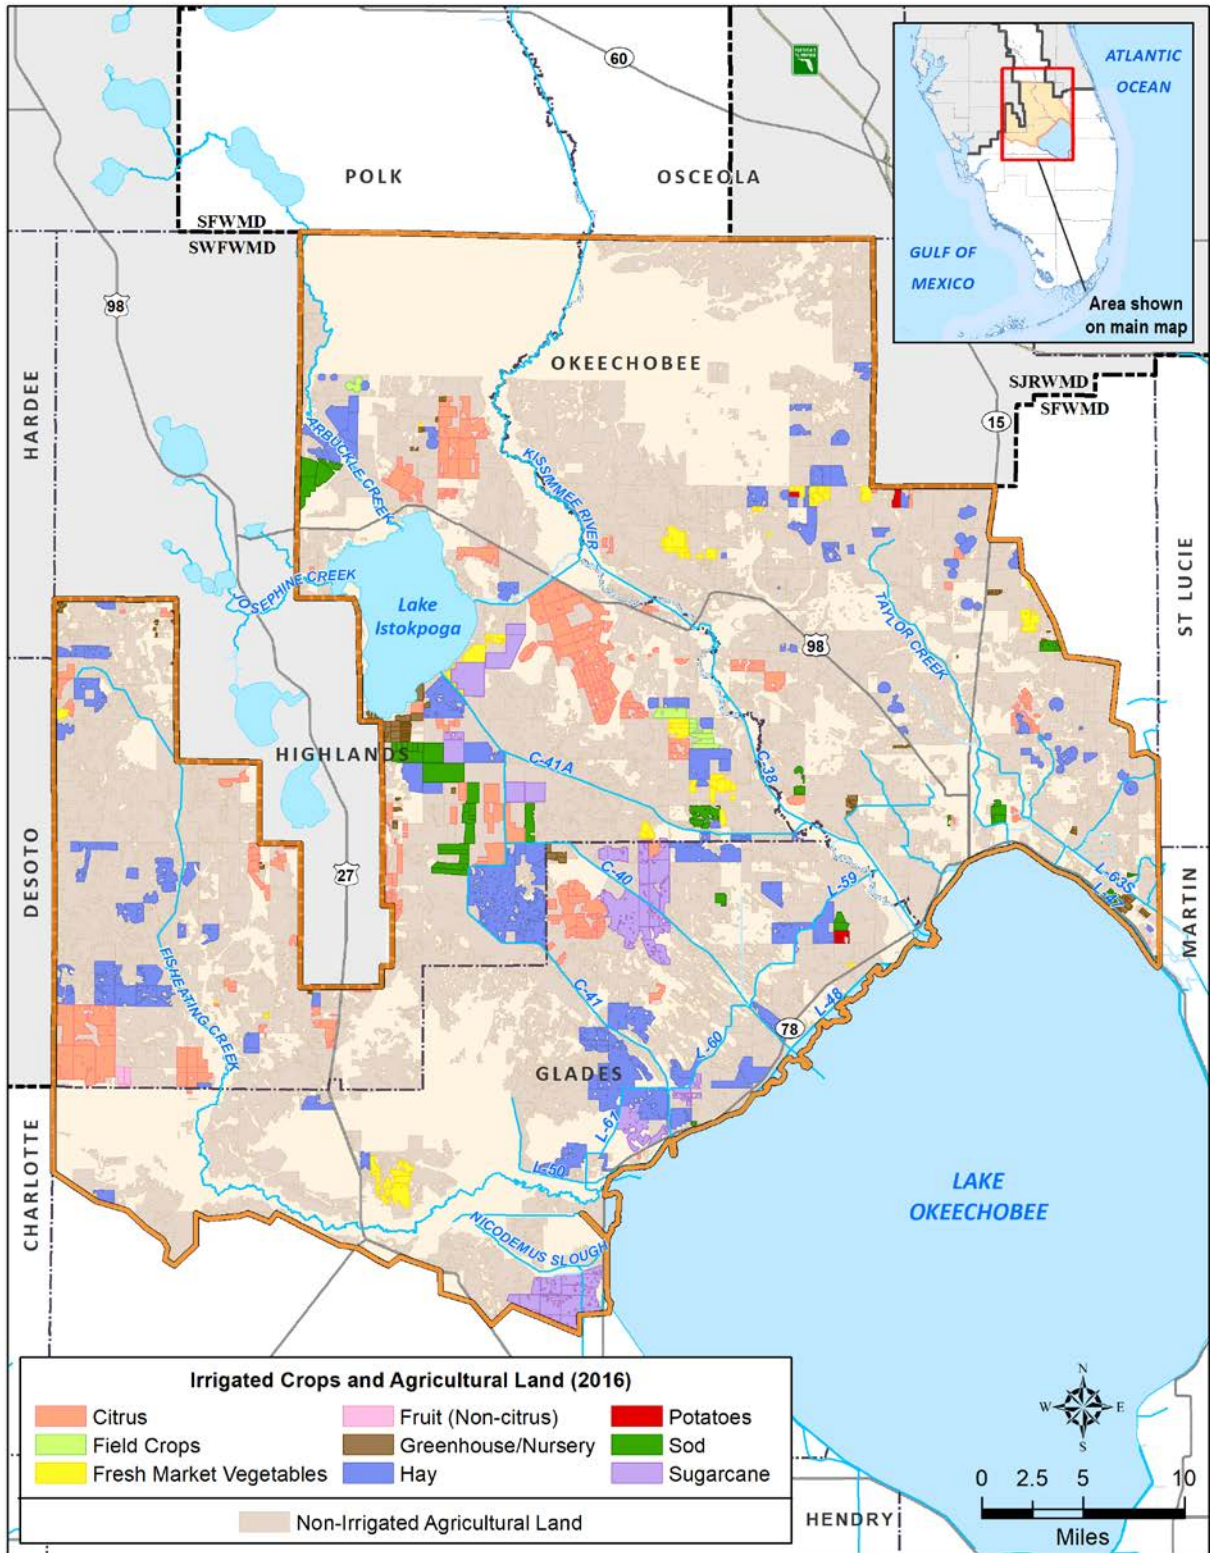 60
ATLANTIC
OCEAN
POLK
OSCEOLA
SFWMD
SWFWMD
GULF OF
MEXICO
Area shown
on main map
98
HARDEE
OKEECHOBEE
SJRWMD
SFWMD
15
ARBUCKLE CREEK
KISSIMMEE RIVER
ST LUCIE
JOSEPHINE CREEK
Lake
Istokpoga
TAYLOR CREEK
98
HIGHLANDS
C-41A
C-38
DESOTO
27
C-40
L-59
L-63S
L-47
MARTIN
FISHEATING CREEK
C-41
L-48
78
L-60
GLADES
L-61
CHARLOTTE
L-50
LAKE
OKEECHOBEE
NICODEMUS SLOUGH
Irrigated Crops and Agricultural Land (2016)
Citrus
Fruit (Non-citrus)
Potatoes
Field Crops
Greenhouse/Nursery
Sod
Fresh Market Vegetables
Hay
Sugarcane
Non-Irrigated Agricultural Land
HENDRY
N
W
E
S
0 2.5 5 10
Miles